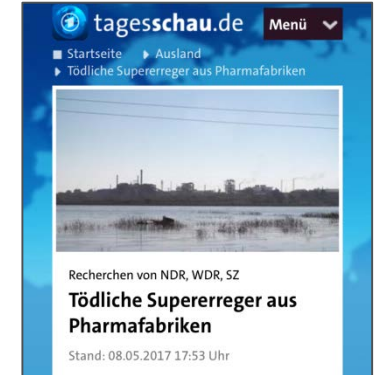 tagesschau.de Menü
Startseite Ausland
Tödliche Supererreger aus Pharmafabriken
Recherchen von NDR, WDR, SZ
Tödliche Supererreger aus
Pharmafabriken
Stand: 08.05.2017 17:53 Uhr